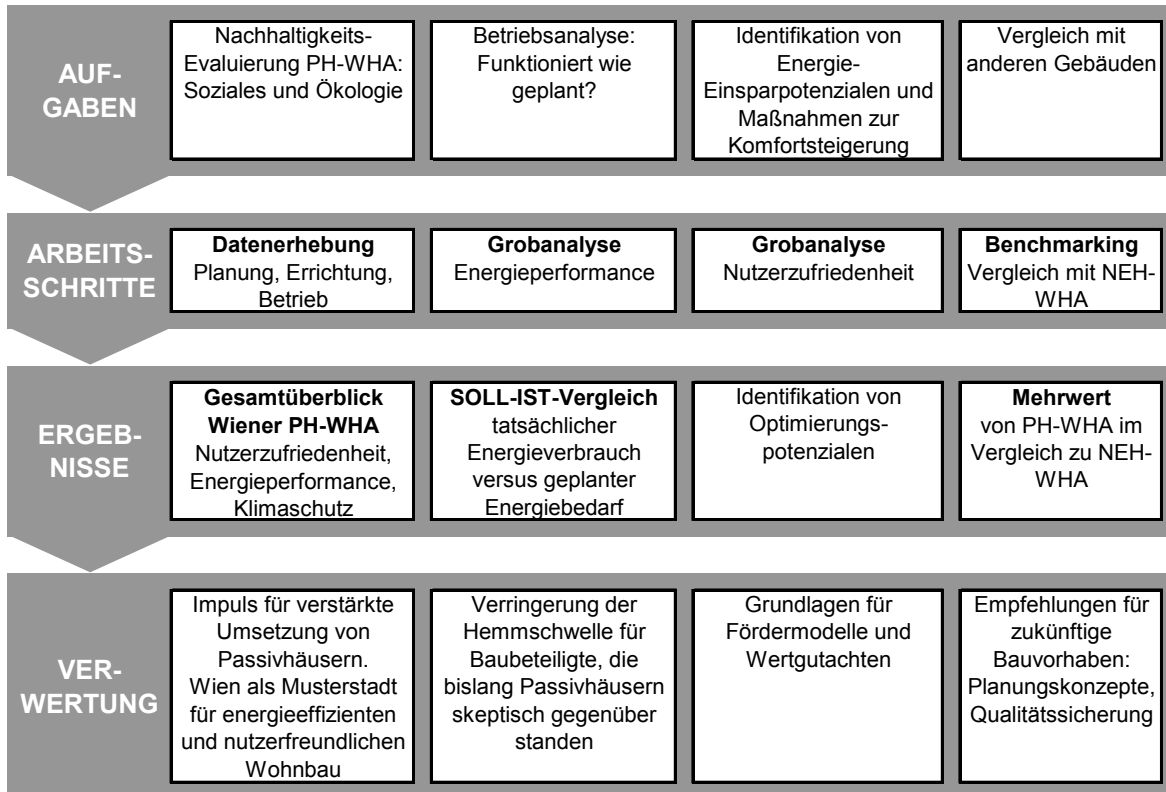 AUF-
GABEN
Nachhaltigkeits-
Evaluierung PH-WHA:
Soziales und Ökologie
Betriebsanalyse:
Funktioniert wie
geplant?
Identifikation von
Energie-
Einsparpotenzialen und
Maßnahmen zur
Komfortsteigerung
Vergleich mit
anderen Gebäuden
ARBEITS-
SCHRITTE
Datenerhebung
Planung, Errichtung,
Betrieb
Grobanalyse
Energieperformance
Grobanalyse
Nutzerzufriedenheit
Benchmarking
Vergleich mit NEH-
WHA
ERGEB-
NISSE
Gesamtüberblick
Wiener PH-WHA
Nutzerzufriedenheit,
Energieperformance,
Klimaschutz
SOLL-IST-Vergleich
tatsächlicher
Energieverbrauch
versus geplanter
Energiebedarf
Identifikation von
Optimierungs-
potenzialen
Mehrwert
von PH-WHA im
Vergleich zu NEH-
WHA
VER-
WERTUNG
Impuls für verstärkte
Umsetzung von
Passivhäusern.
Wien als Musterstadt
für energieeffizienten
und nutzerfreundlichen
Wohnbau
Verringerung der
Hemmschwelle für
Baubeteiligte, die
bislang Passivhäusern
skeptisch gegenüber
standen
Grundlagen für
Fördermodelle und
Wertgutachten
Empfehlungen für
zukünftige
Bauvorhaben:
Planungskonzepte,
Qualitätssicherung